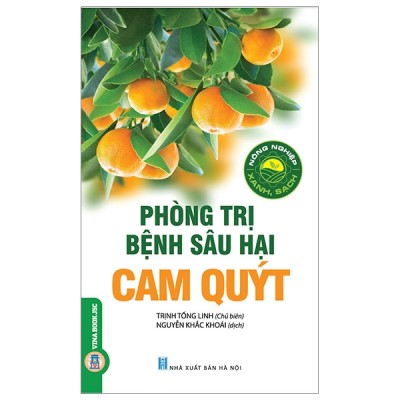 NÔNG NGHIỆP
XANH, SẠCH
PHÒNG TRỊ
BỆNH SÂU HẠI
CAM QUÝT
TRỊNH TỐNG LINH (Chủ biên)
NGUYỄN KHẮC KHOÁI (dịch)
VINA BOOK.JSC
NHÀ XUẤT BẢN HÀ NỘI